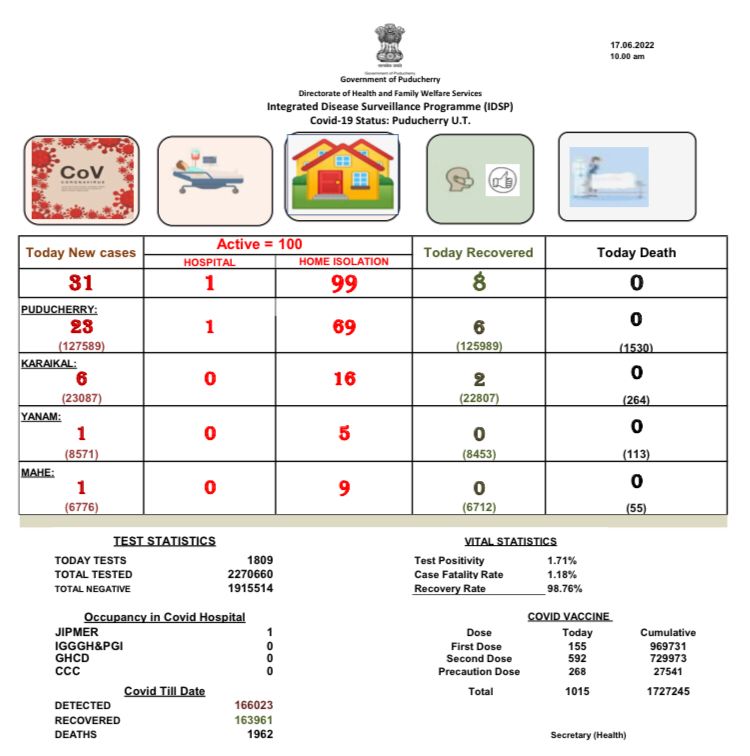 17.06.2022
10.00 am
सत्यमेव जयते
Government of Puducherry
Government of Puducherry
Directorate of Health and Family Welfare Services
Integrated Disease Surveillance Programme (IDSP)
Covid-19 Status: Puducherry U.T.
CoV
CORONAVIRUS
Today New cases Active = 100 Today Recovered Today Death
HOSPITAL HOME ISOLATION
31 1 99 8 0
PUDUCHERRY:
23 1 69 6 0
(127589) (125989) (1530)
KARAIKAL:
6 0 16 2 0
(23087) (22807) (264)
YANAM:
1 0 5 0 0
(8571) (8453) (113)
MAHE:
1 0 9 0 0
(6776) (6712) (55)
TEST STATISTICS
TODAY TESTS 1809
TOTAL TESTED 2270660
TOTAL NEGATIVE 1915514
VITAL STATISTICS
Test Positivity 1.71%
Case Fatality Rate 1.18%
Recovery Rate 98.76%
Occupancy in Covid Hospital
JIPMER 1
IGGGH&PGI 0
GHCD 0
CCC 0
COVID VACCINE
Dose Today Cumulative
First Dose 155 969731
Second Dose 592 729973
Precaution Dose 268 27541
Total 1015 1727245
Covid Till Date
DETECTED 166023
RECOVERED 163961
DEATHS 1962
Secretary (Health)